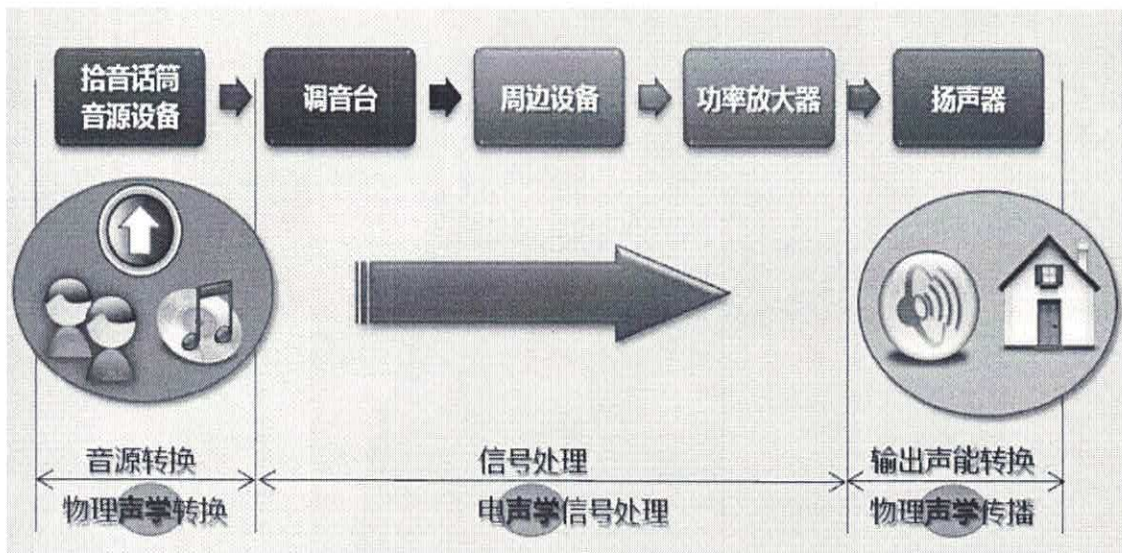 拾音话筒
音源设备
调音台
周边设备
功率放大器
扬声器
音源转换
信号处理
输出声能转换
物理声学转换
电声学信号处理
物理声学传播